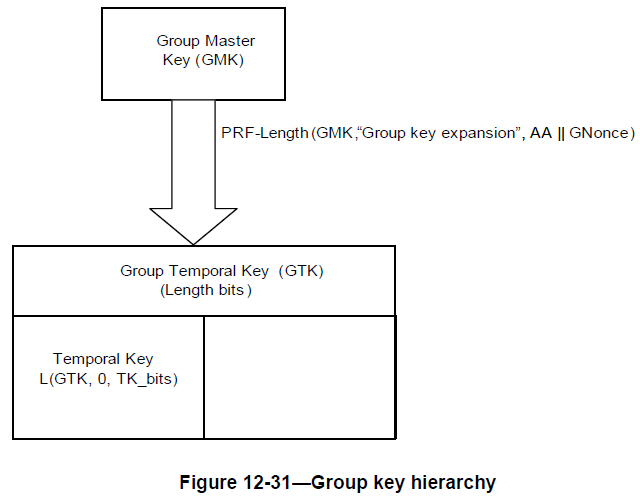 Group Master
Key (GMK)
PRF-Length(GMK,“Group key expansion”, AA || GNonce)
Group Temporal Key (GTK)
(Length bits)
Temporal Key
L(GTK, 0, TK_bits)
Figure 12-31—Group key hierarchy